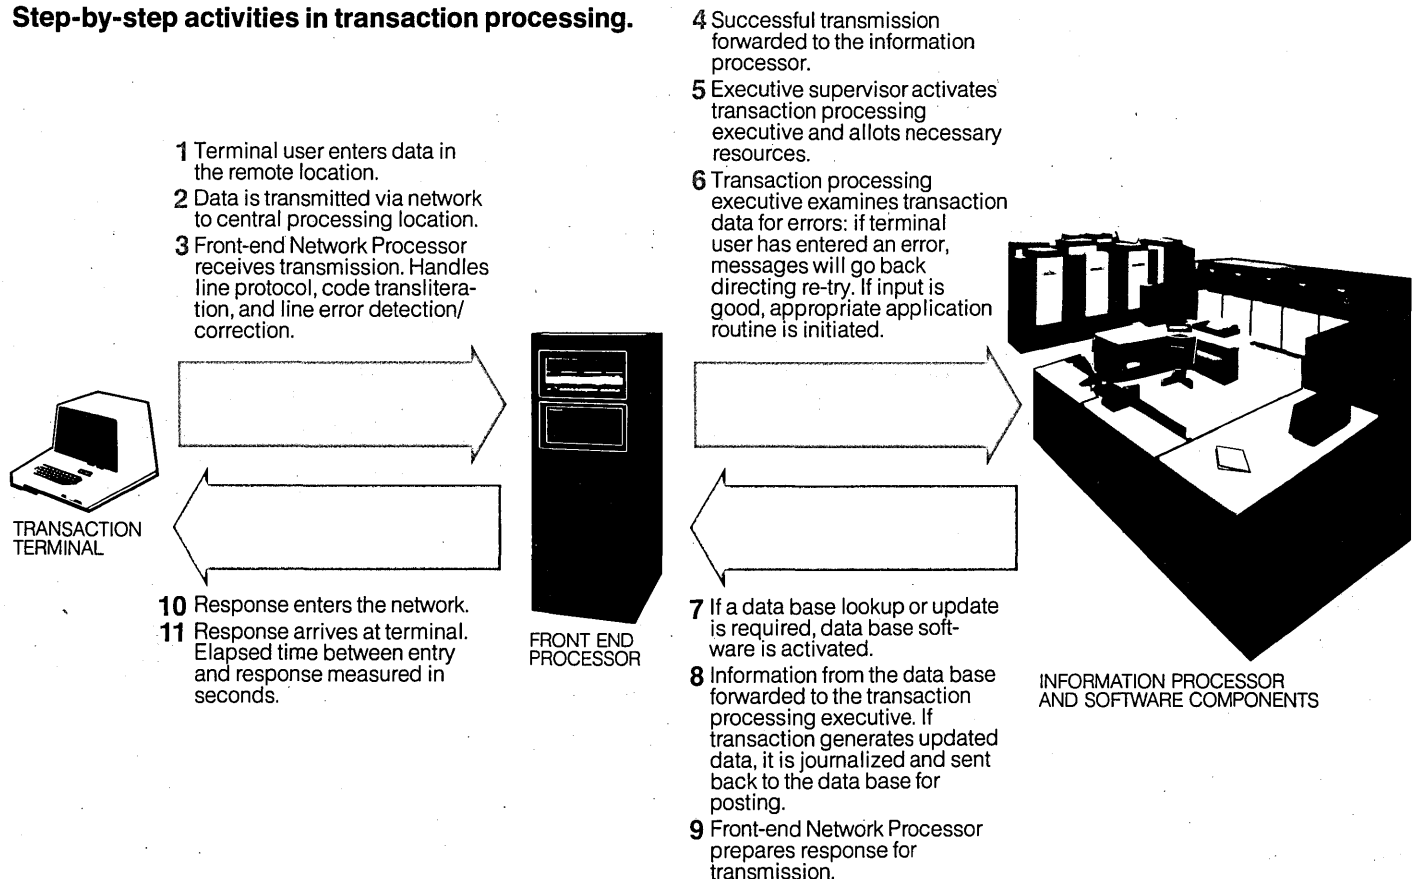 Step-by-step activities in transaction processing.
1 Terminal user enters data in
the remote location.
2 Data is transmitted via network
to central processing location.
3 Front-end Network Processor
receives transmission. Handles
line protocol, code translitera-
tion, and line error detection/
correction.
4 Successful transmission
forwarded to the information
processor.
5 Executive supervisor activates
transaction processing
executive and allots necessary
resources.
6 Transaction processing
executive examines transaction
data for errors: if terminal
user has entered an error,
messages will go back
directing re-try. If input is
good, appropriate application
routine is initiated.
TRANSACTION
TERMINAL
FRONT END
PROCESSOR
INFORMATION PROCESSOR
AND SOFTWARE COMPONENTS
7 If a data base lookup or update
is required, data base soft-
ware is activated.
8 Information from the data base
forwarded to the transaction
processing executive. If
transaction generates updated
data, it is journalized and sent
back to the data base for
posting.
9 Front-end Network Processor
prepares response for
transmission.
10 Response enters the network.
11 Response arrives at terminal.
Elapsed time between entry
and response measured in
seconds.